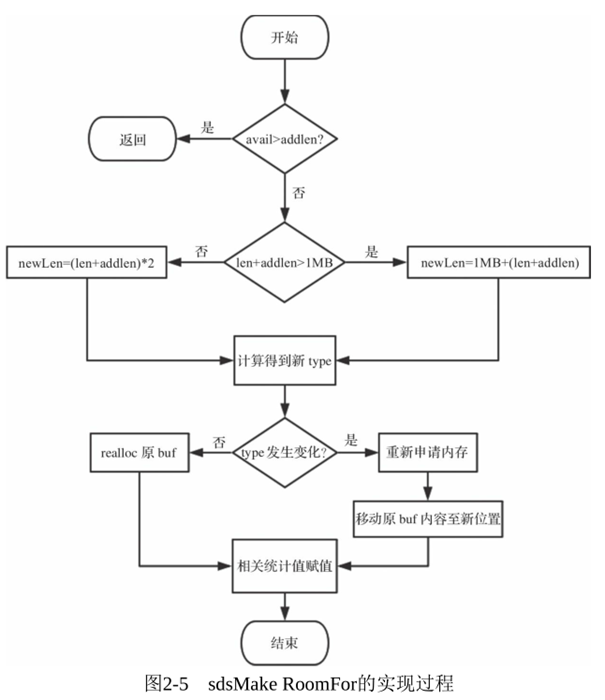 开始
avail>addlen?
是
返回
否
len+addlen>1MB
否
newLen=(len+addlen)*2
是
newLen=1MB+(len+addlen)
计算得到新 type
type 发生变化?
否
realloc 原 buf
是
重新申请内存
移动原 buf 内容至新位置
相关统计值赋值
结束
图2-5 sdsMake RoomFor的实现过程